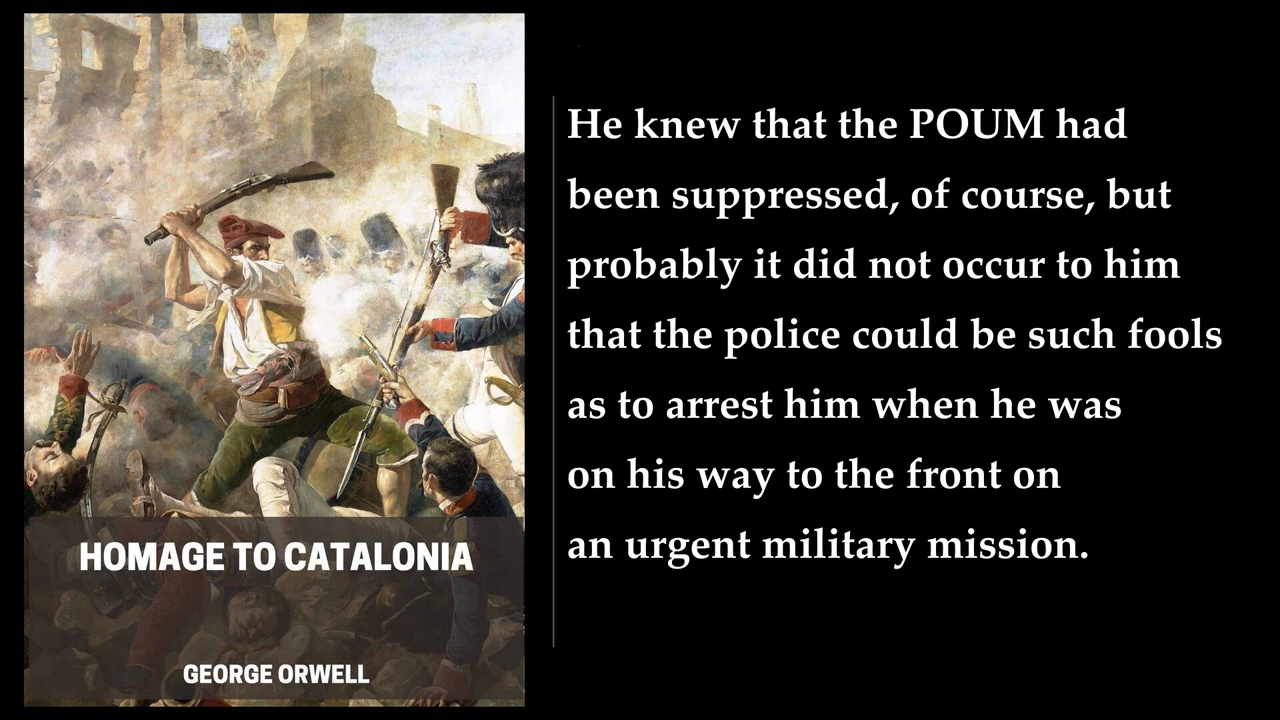 HOMAGE TO CATALONIA
GEORGE ORWELL
He knew that the POUM had
been suppressed, of course, but
probably it did not occur to him
that the police could be such fools
as to arrest him when he was
on his way to the front on
an urgent military mission.